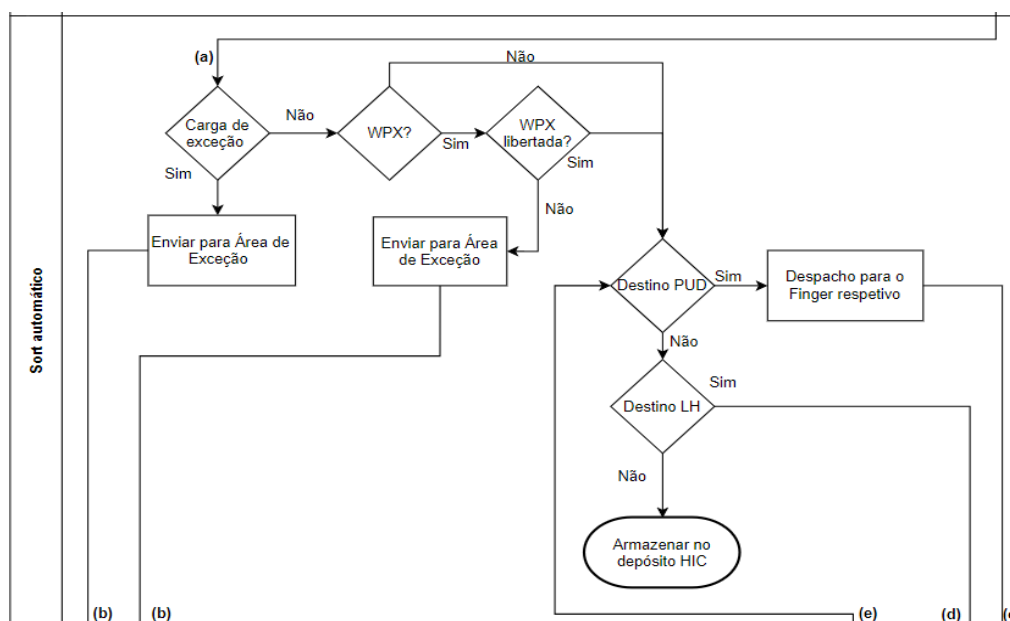 (a)
Não
Carga de
exceção
Não
WPX?
Sim
WPX
libertada?
Sim
Sim
Não
Enviar para Área de
Exceção
Enviar para Área
de Exceção
Destino PUD
Sim
Despacho para o
Finger respetivo
Não
Sim
Destino LH
Não
Armazenar no
depósito HIC
Sort automático
(b)
(b)
(e)
(d)